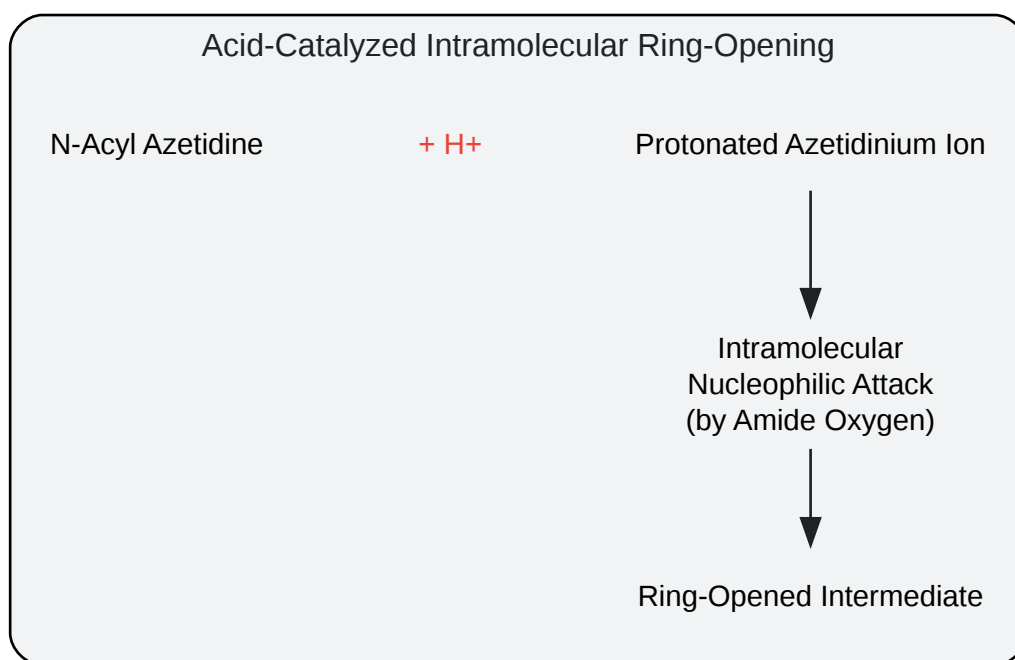 Acid-Catalyzed Intramolecular Ring-Opening
N-Acyl Azetidine
+ H+
Protonated Azetidinium Ion
Intramolecular
Nucleophilic Attack
(by Amide Oxygen)
Ring-Opened Intermediate